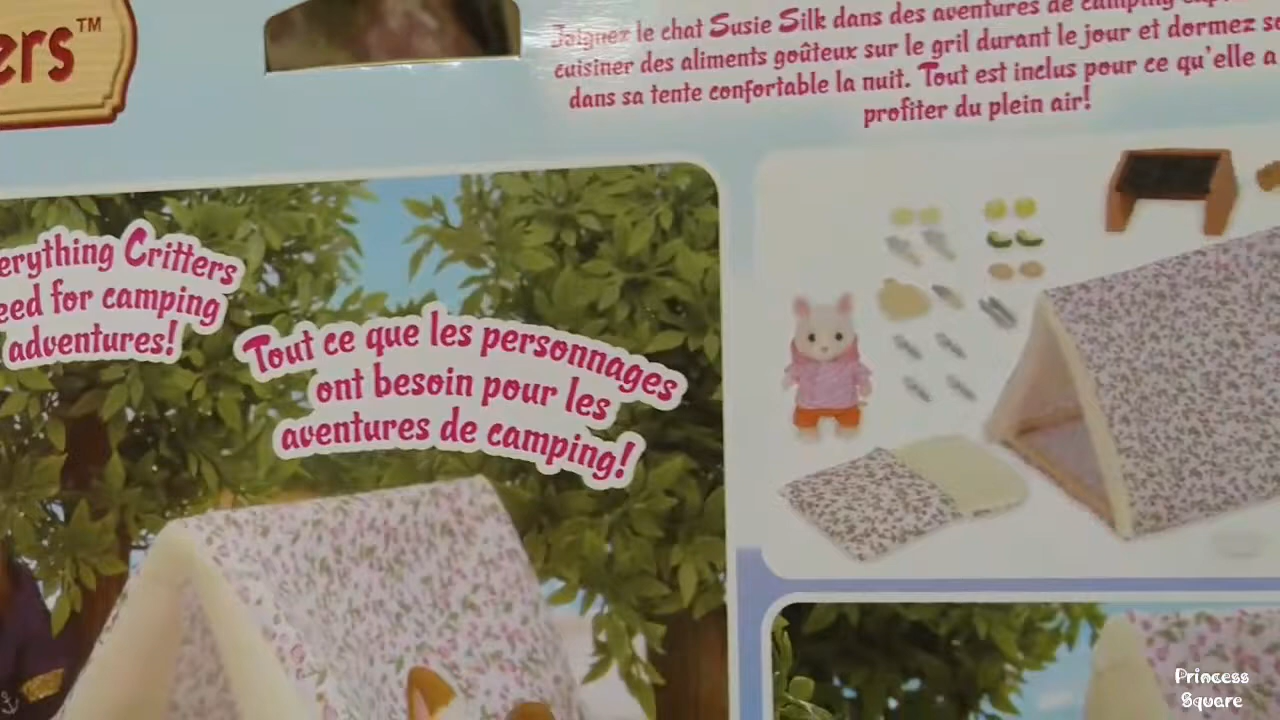 ers™
Joignez le chat Susie Silk dans des aventures de camping
cuisiner des aliments goûteux sur le gril durant le jour et dormez
dans sa tente confortable la nuit. Tout est inclus pour ce qu'elle a
profiter du plein air!
erything Critters
eed for camping
adventures!
Tout ce que les personnages
ont besoin pour les
aventures de camping!
Princess
Square